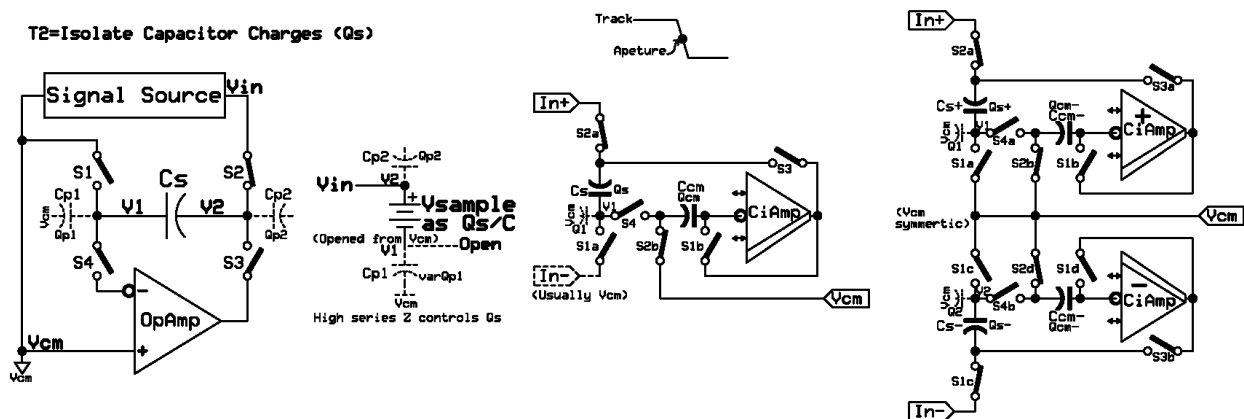 T2=Isolate Capacitor Charges (Qs)
Signal Source
Vin
S1
S2
Cs
Cp1
Vcm
Qp1
V1
V2
Cp2
Qp2
S4
S3
OpAmp
-
+
Vcm
Vcm
Cp2
Qp2
Vin
V2
+
Vsample
as Qs/C
(Opened from Vcm)
Open
V1
Cp1
varQp1
Vcm
High series Z controls Qs
Track
Apeture
In+
S2a
S3
Cs
Qs
Vcm
Q1
V1
S4
Ccm
Qcm
CiAmp
S1a
S2b
S1b
In-
(Usually Vcm)
Vcm
In+
S2a
S3a
Cs+
Qs+
Qcm-
Ccm-
+
CiAmp
Vcm
Q1
V1
S4a
S1a
S2b
S1b
(Vcm
symmertic)
Vcm
S1c
S2d
S1d
Vcm
Q2
V2
S4b
Ccm-
Qcm-
-
CiAmp
Cs-
Qs-
S3b
S1c
In-